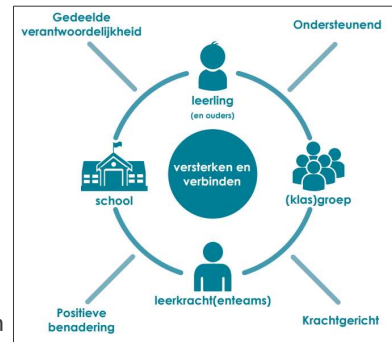 Gedeelde
verantwoordelijkheid
Ondersteunend
leerling
(en ouders)
versterken en
verbinden
school
(klas)groep
leerkracht(enteams)
Positieve
benadering
Krachtgericht
n